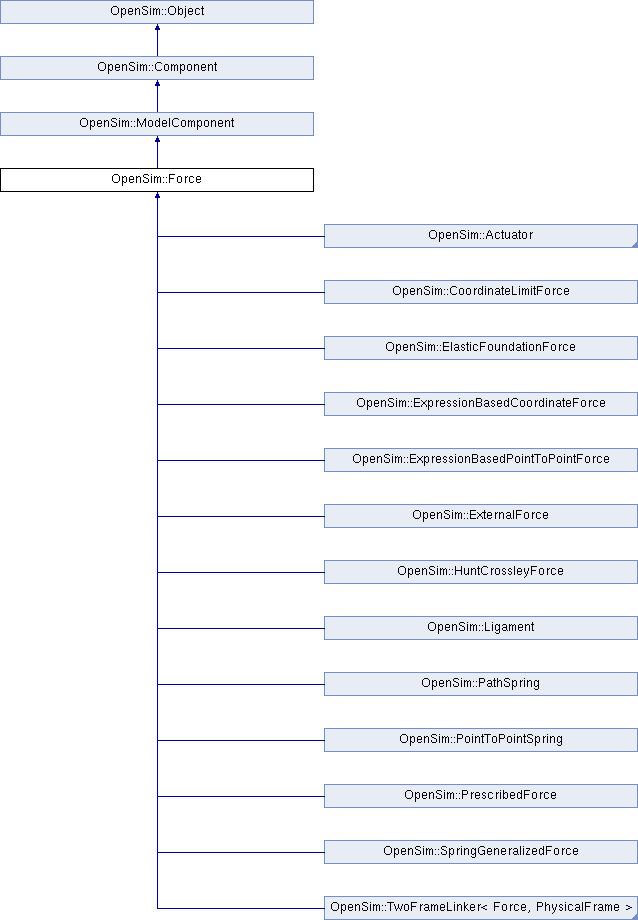 OpenSim::Object
OpenSim::Component
OpenSim::ModelComponent
OpenSim::Force
OpenSim::Actuator
OpenSim::CoordinateLimitForce
OpenSim::ElasticFoundationForce
OpenSim::ExpressionBasedCoordinateForce
OpenSim::ExpressionBasedPointToPointForce
OpenSim::ExternalForce
OpenSim::HuntCrossleyForce
OpenSim::Ligament
OpenSim::PathSpring
OpenSim::PointToPointSpring
OpenSim::PrescribedForce
OpenSim::SpringGeneralizedForce
OpenSim::TwoFrameLinker< Force, PhysicalFrame >